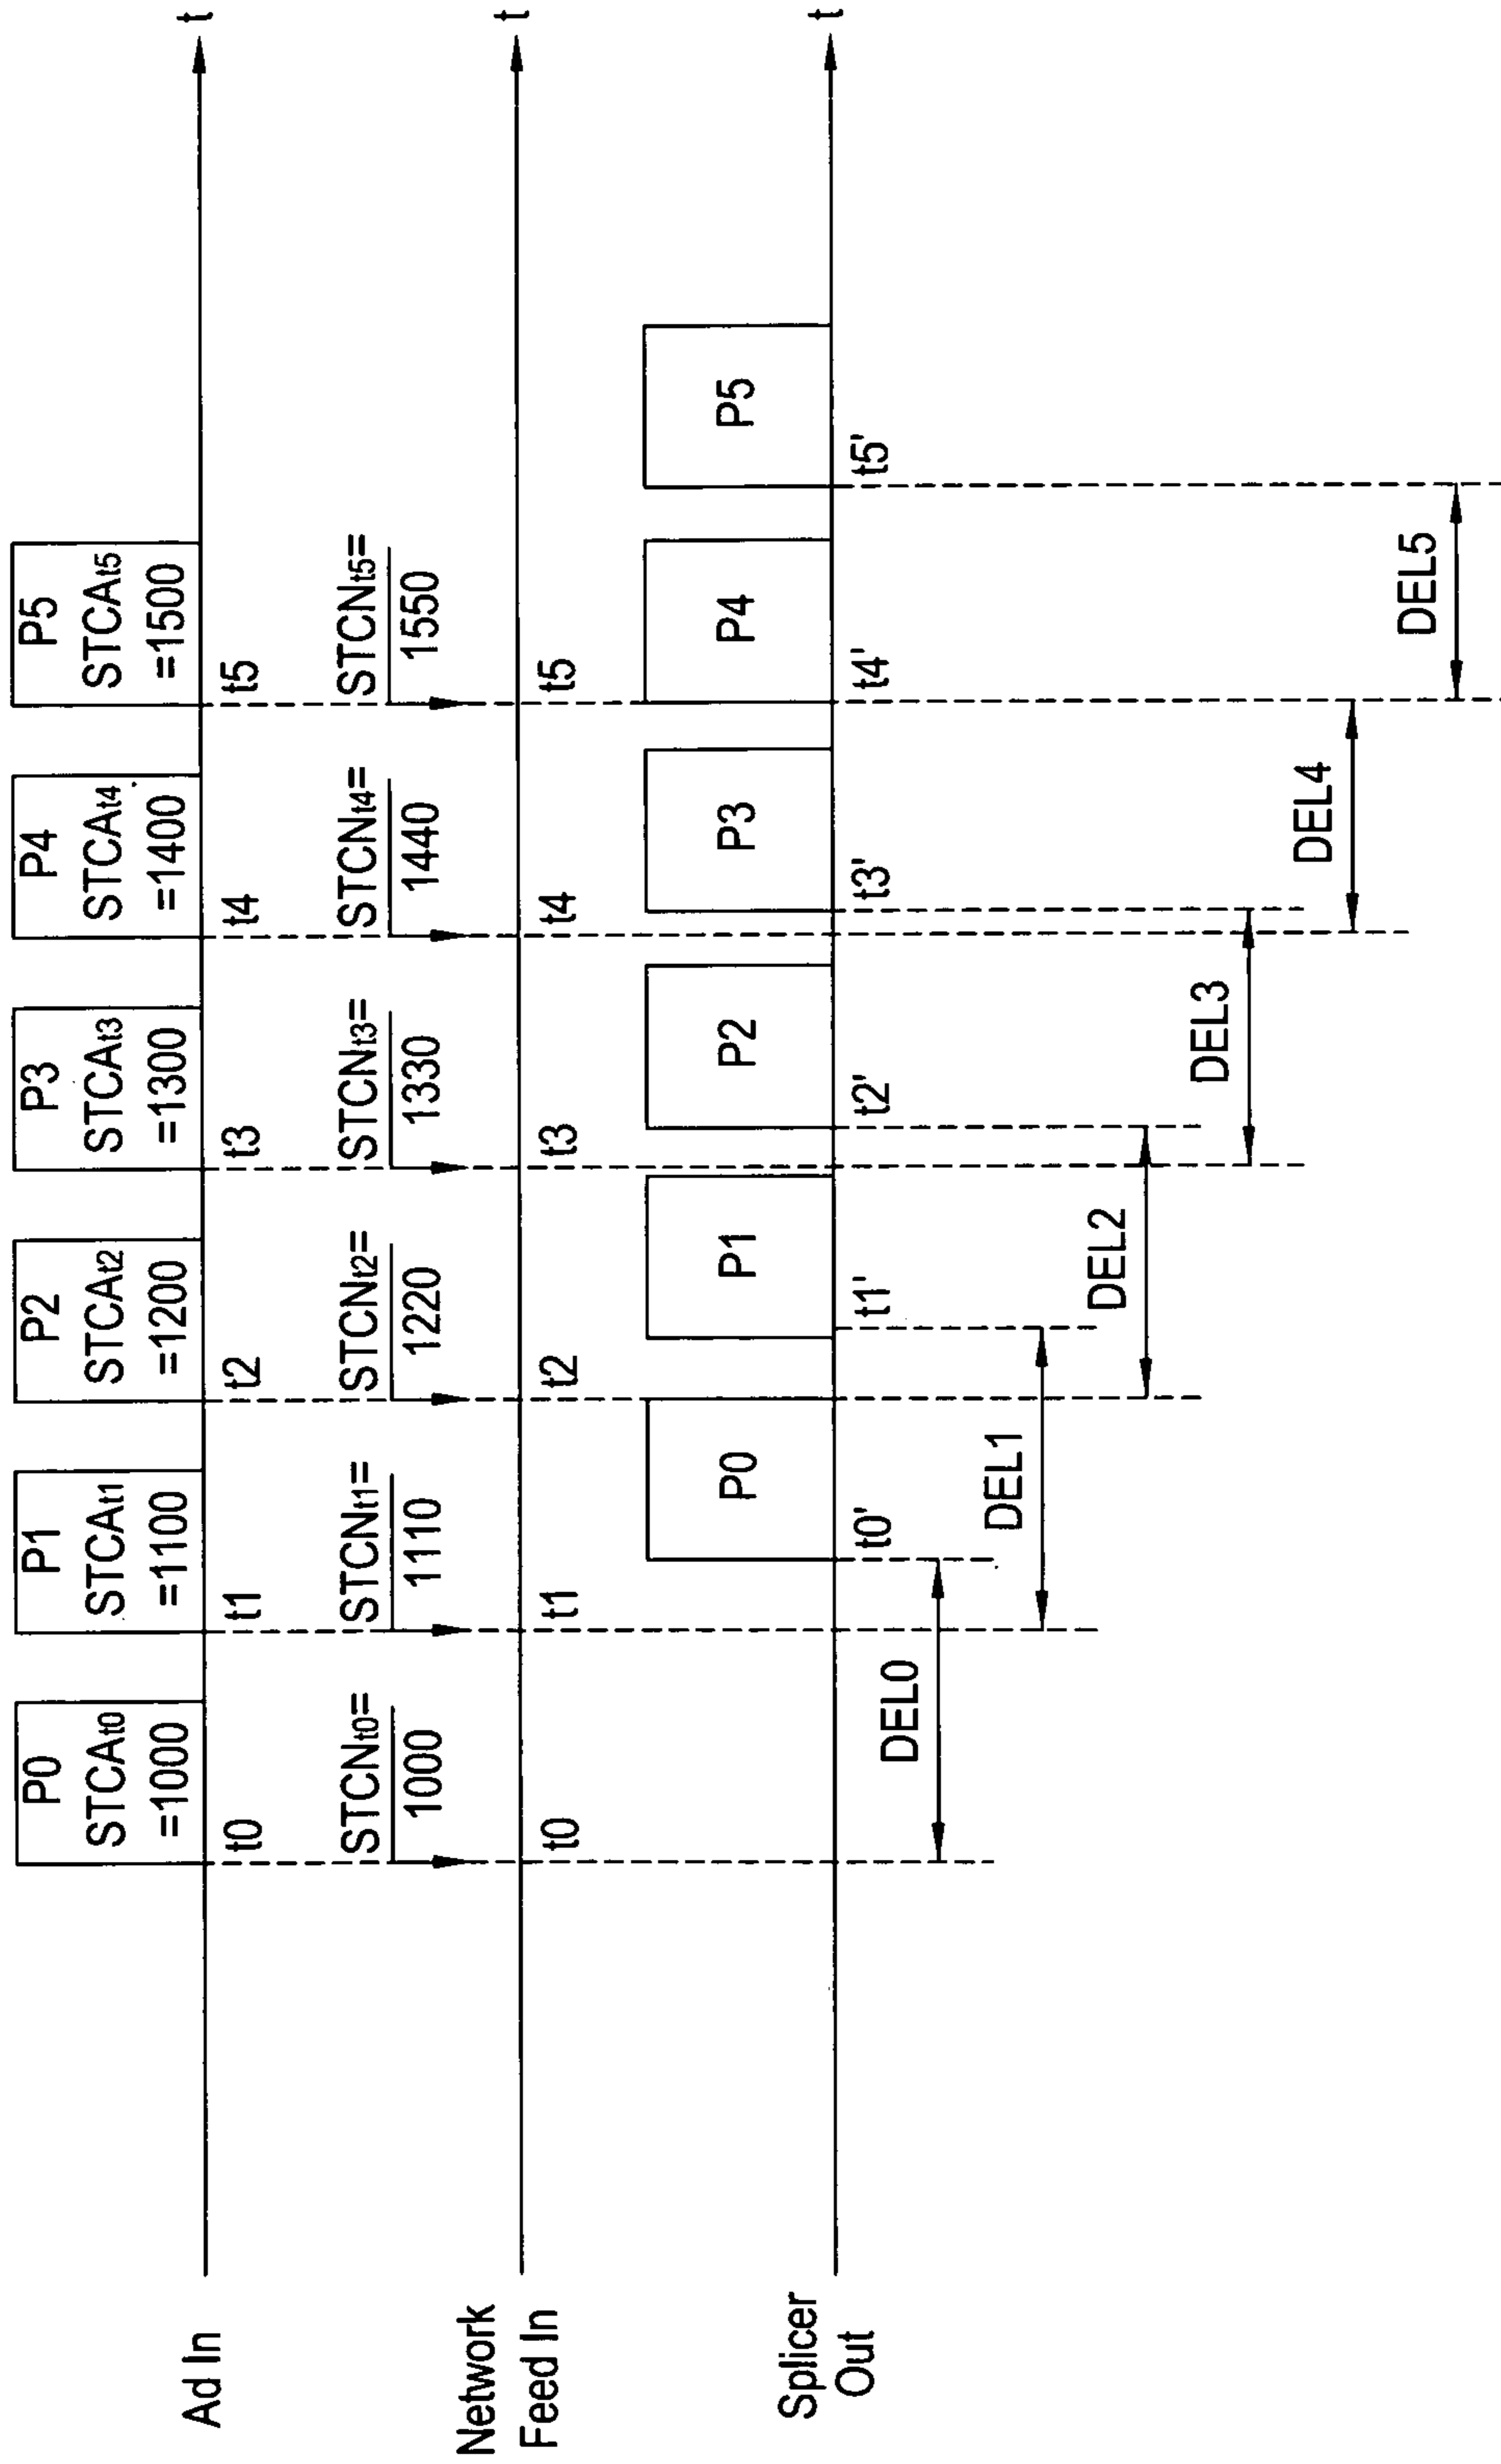 P0
STCAt0
=1000
P1
STCAt1
=1100
P2
STCAt2
=1200
P3
STCAt3
=1300
P4
STCAt4
=1400
P5
STCAt5
=1500
Ad In
t0
t1
t2
t3
t4
t5
t
STCNt0=
1000
STCNt1=
1110
STCNt2=
1220
STCNt3=
1330
STCNt4=
1440
STCNt5=
1550
Network
Feed In
t0
t1
t2
t3
t4
t5
t
P0
P1
P2
P3
P4
P5
Splicer
Out
t0'
t1'
t2'
t3'
t4'
t5'
t
DEL0
DEL1
DEL2
DEL3
DEL4
DEL5